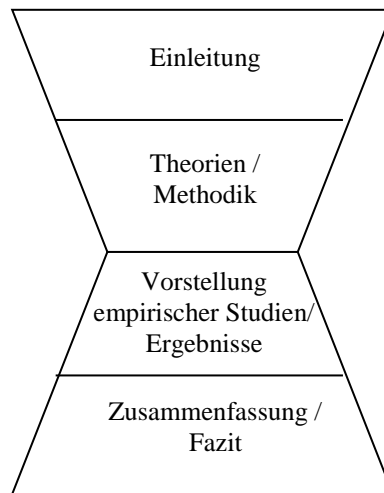 Einleitung
Theorien /
Methodik
Vorstellung
empirischer Studien/
Ergebnisse
Zusammenfassung /
Fazit